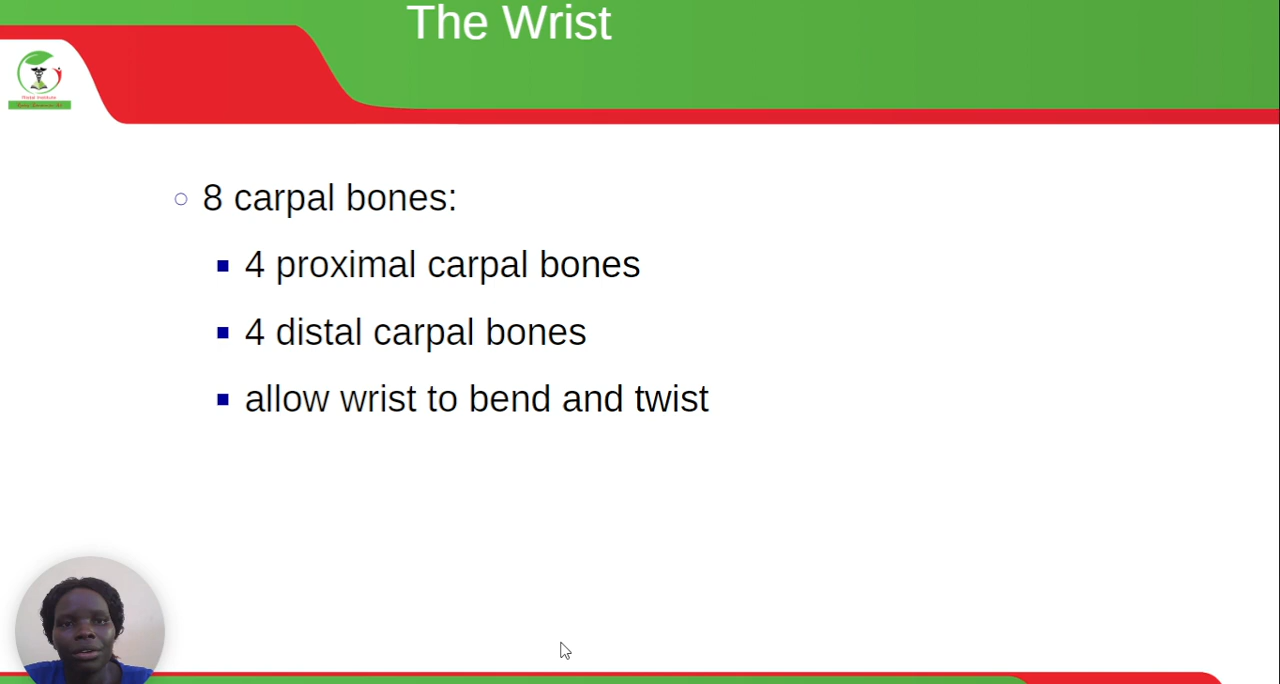 The Wrist
8 carpal bones:
4 proximal carpal bones
4 distal carpal bones
allow wrist to bend and twist